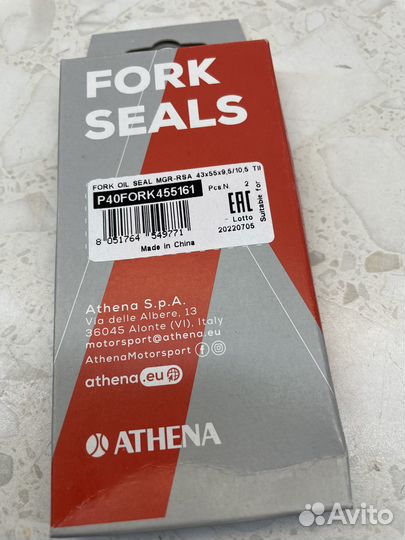 FORK
SEALS
FORK OIL SEAL MGR-RSA 43x55x9,5/10,5 TII
P40FORK455161
Pcs.N. 2
EAC
Suitable for
8 051764 549771
Lotto
20220705
Made in China
Athena S.p.A.
Via delle Albere, 13
36045 Alonte (VI), Italy
motorsport@athena.eu
AthenaMotorsport
athena.eu
ATHENA
Avito